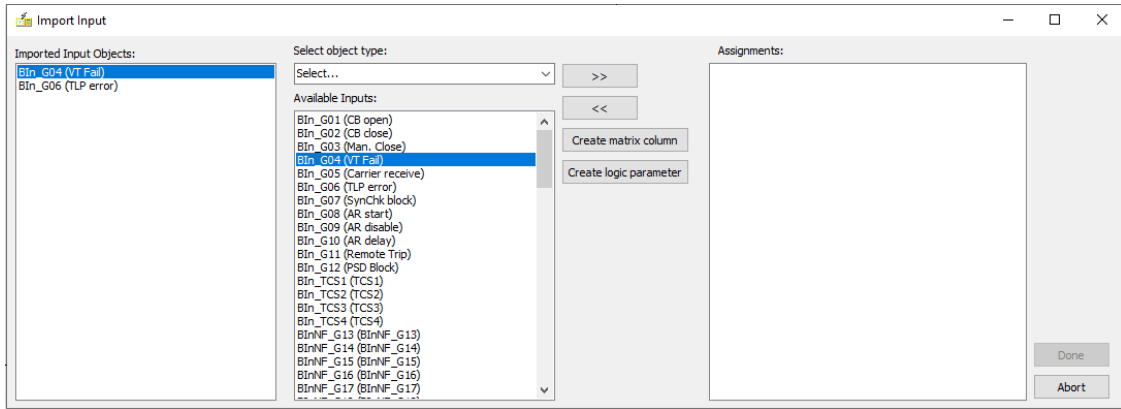 Import Input
Imported Input Objects:
BIn_G04 (VT Fail)
BIn_G06 (TLP error)
Select object type:
Select...
Available Inputs:
BIn_G01 (CB open)
BIn_G02 (CB close)
BIn_G03 (Man. Close)
BIn_G04 (VT Fail)
BIn_G05 (Carrier receive)
BIn_G06 (TLP error)
BIn_G07 (SynChk block)
BIn_G08 (AR start)
BIn_G09 (AR disable)
BIn_G10 (AR delay)
BIn_G11 (Remote Trip)
BIn_G12 (PSD Block)
BIn_TCS1 (TCS1)
BIn_TCS2 (TCS2)
BIn_TCS3 (TCS3)
BIn_TCS4 (TCS4)
BInNF_G13 (BInNF_G13)
BInNF_G14 (BInNF_G14)
BInNF_G15 (BInNF_G15)
BInNF_G16 (BInNF_G16)
BInNF_G17 (BInNF_G17)
>>
<<
Create matrix column
Create logic parameter
Assignments:
Done
Abort